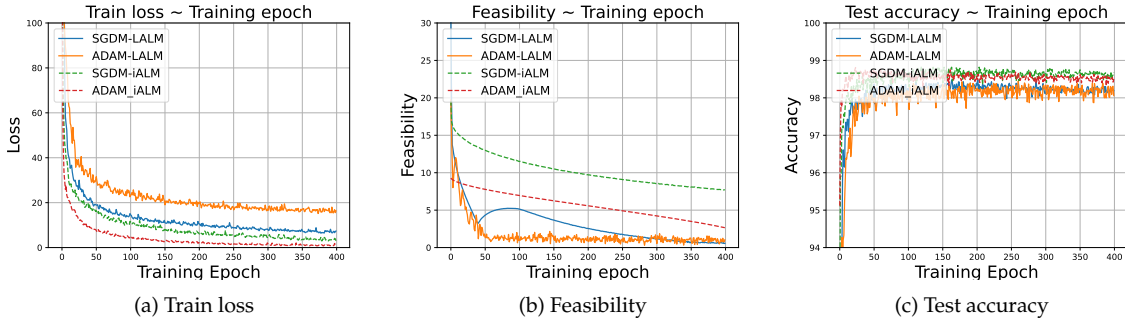 Train loss ~ Training epoch
100
80
60
40
20
0
0 50 100 150 200 250 300 350 400
Loss
Training Epoch
SGDM-LALM
ADAM-LALM
SGDM-iALM
ADAM_iALM
(a) Train loss
Feasibility ~ Training epoch
30
25
20
15
10
5
0
0 50 100 150 200 250 300 350 400
Feasibility
Training epoch
SGDM-LALM
ADAM-LALM
SGDM-iALM
ADAM_iALM
(b) Feasibility
Test accuracy ~ Training epoch
100
99
98
97
96
95
94
0 50 100 150 200 250 300 350 400
Accuracy
Training Epoch
SGDM-LALM
ADAM-LALM
SGDM-iALM
ADAM_iALM
(c) Test accuracy